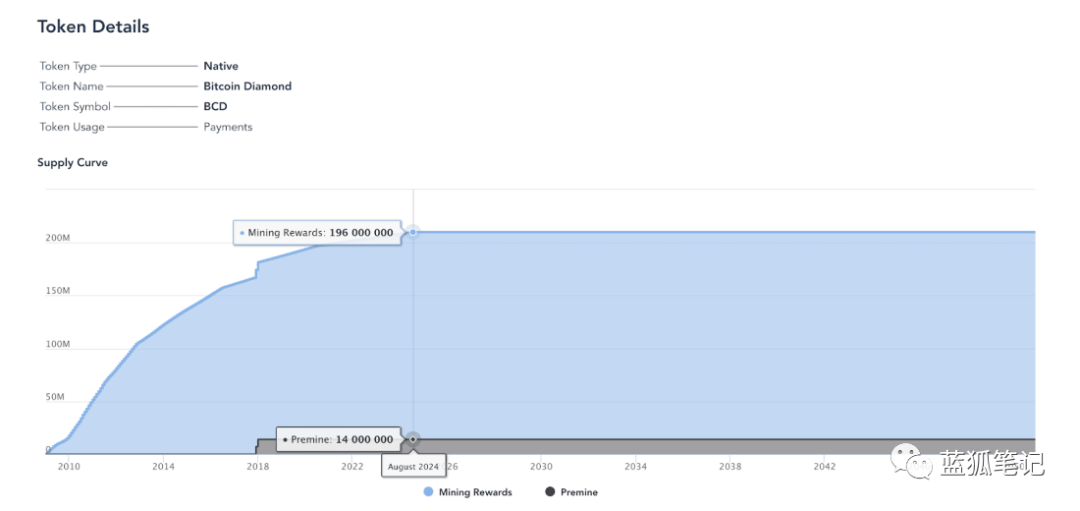 Token Details
Token Type Native
Token Name Bitcoin Diamond
Token Symbol BCD
Token Usage Payments
Supply Curve
Mining Rewards: 196 000 000
200M
150M
100M
50M
Premine: 14 000 000
0
August 2024
2010 2014 2018 2022 26 2030 2034 2038 2042
蓝狐笔记
Mining Rewards Premine